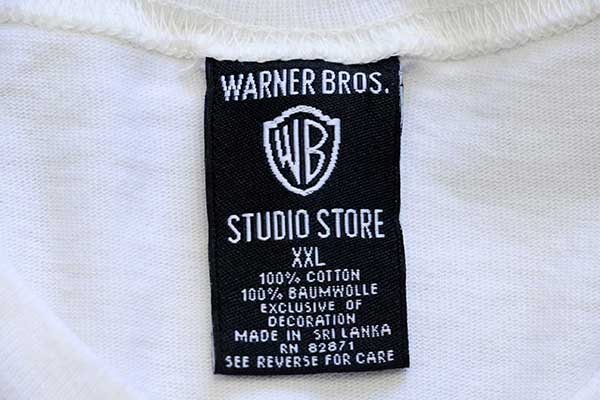 WARNER BROS.
WB
STUDIO STORE
XXL
100% COTTON
100% BAUMWOLLE
EXCLUSIVE OF
DECORATION
MADE IN SRI LANKA
RN 82871
SEE REVERSE FOR CARE